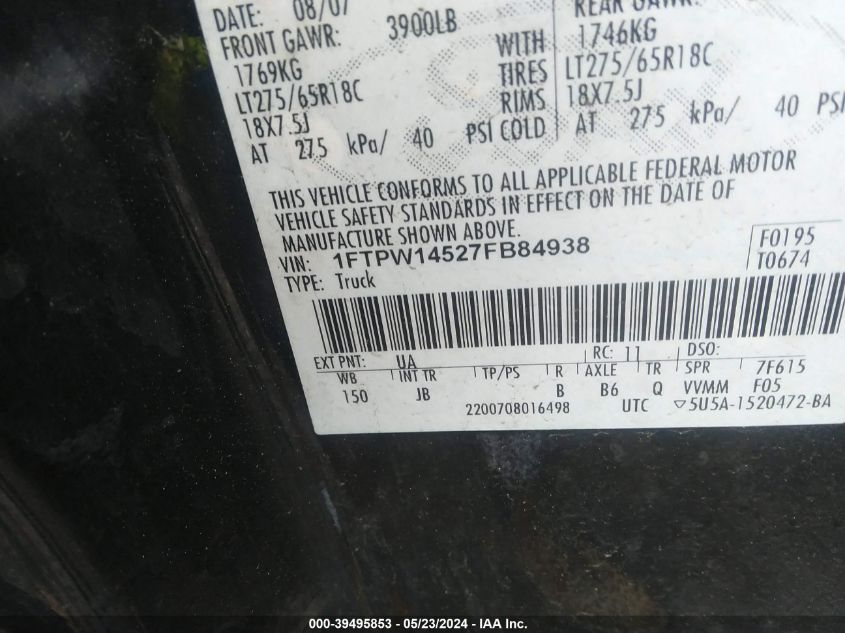 DATE: 08/07
FRONT GAWR: 3900LB
1769KG
LT275/65R18C
18X7.5J
AT 275 kPa/ 40 PSI COLD
WITH
TIRES
RIMS
REAR GAWR:
1746KG
LT275/65R18C
18X7.5J
AT 275 kPa/ 40 PSI
THIS VEHICLE CONFORMS TO ALL APPLICABLE FEDERAL MOTOR
VEHICLE SAFETY STANDARDS IN EFFECT ON THE DATE OF
MANUFACTURE SHOWN ABOVE.
VIN: 1FTPW14527FB84938
TYPE: Truck
F0195
T0674
EXT PNT: UA RC: 11 DSO:
WB INT TR TP/PS R AXLE TR SPR 7F615
150 JB B B6 Q VVMM F05
2200708016498 UTC ▽5U5A-1520472-BA
000-39495853 - 05/23/2024 - IAA Inc.